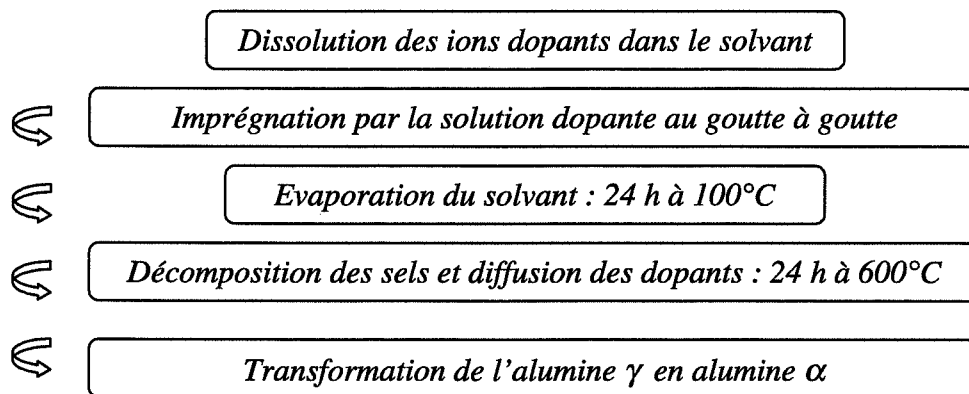 Dissolution des ions dopants dans le solvant
Imprégnation par la solution dopante au goutte à goutte
Evaporation du solvant : 24 h à 100°C
Décomposition des sels et diffusion des dopants : 24 h à 600°C
Transformation de l'alumine γ en alumine α